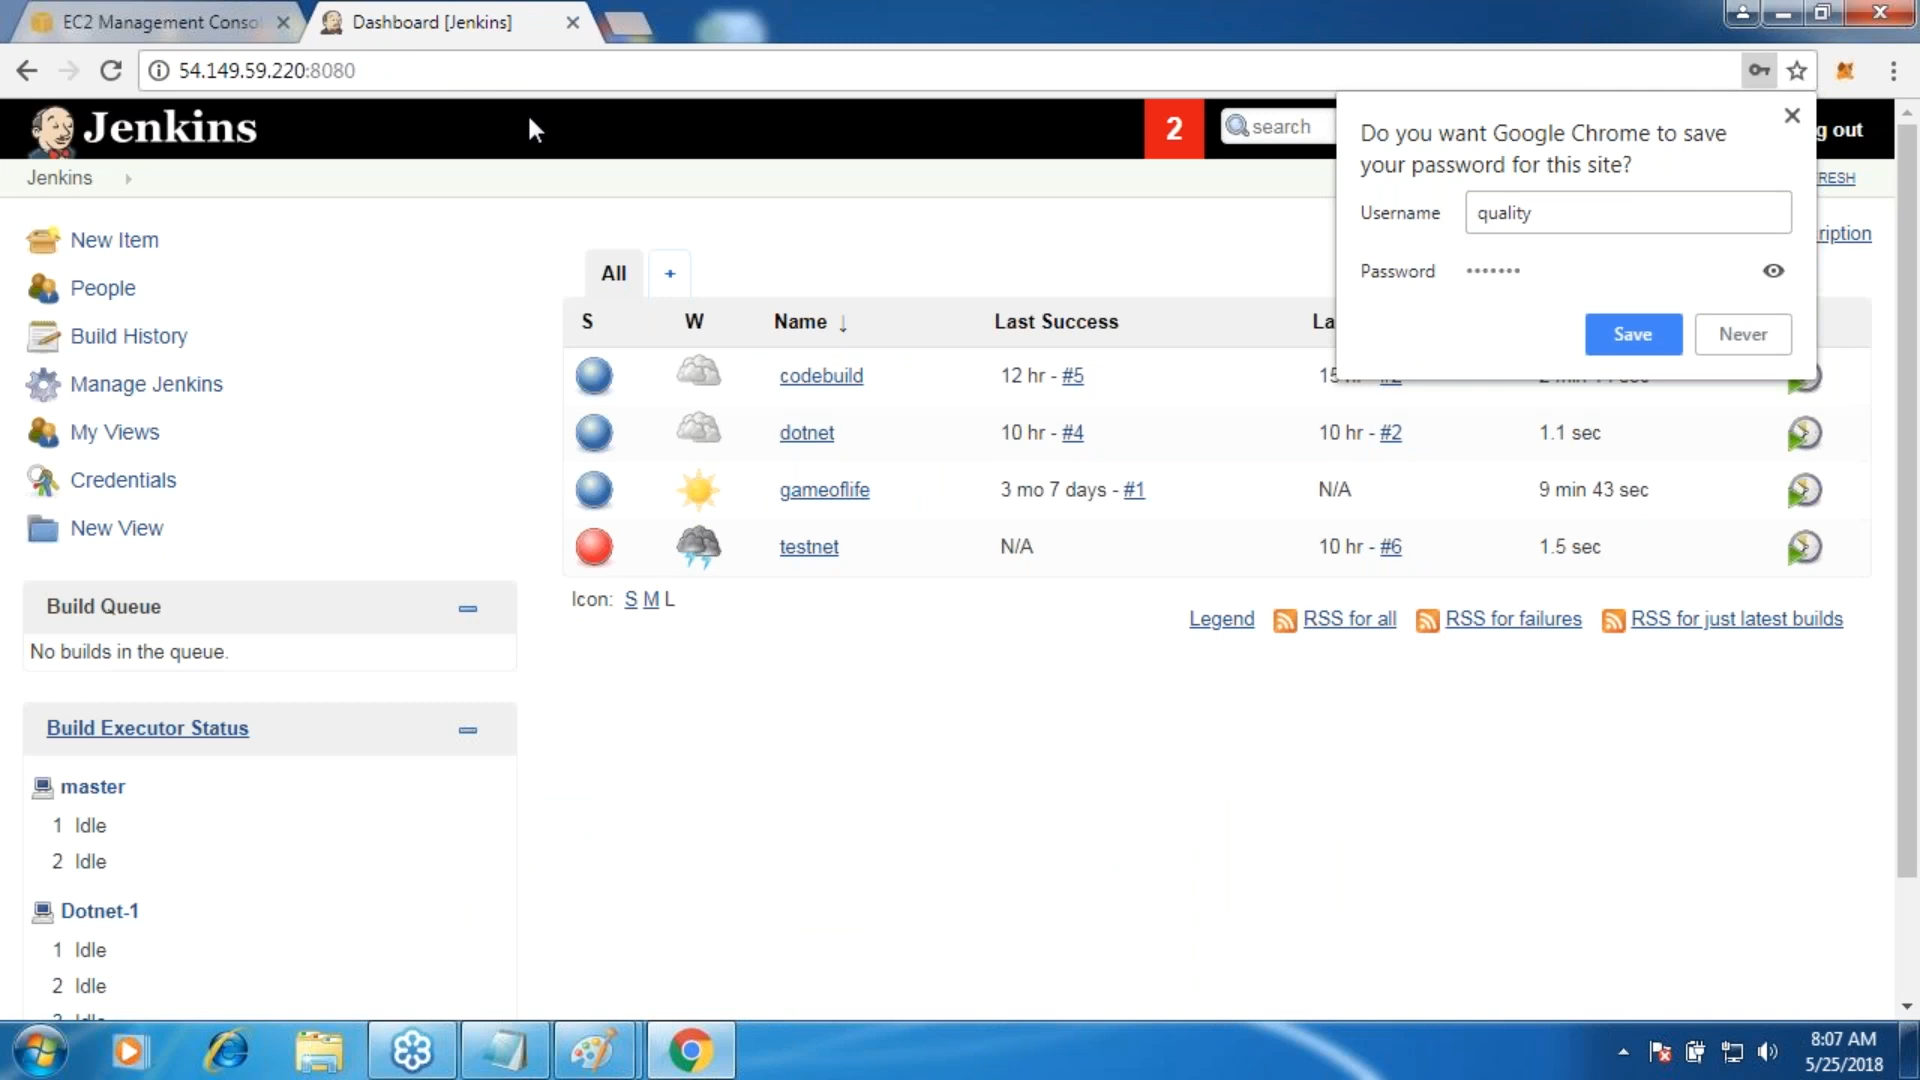 EC2 Management Conso
Dashboard [Jenkins]
54.149.59.220:8080
Jenkins
2
search
g out
Jenkins
RESH
Do you want Google Chrome to save
your password for this site?
Username quality
Password •••••••
Save Never
ription
New Item
People
Build History
Manage Jenkins
My Views
Credentials
New View
All +
S W Name ↓ Last Success La
codebuild 12 hr - #5
dotnet 10 hr - #4 10 hr - #2 1.1 sec
gameoflife 3 mo 7 days - #1 N/A 9 min 43 sec
testnet N/A 10 hr - #6 1.5 sec
Icon: S M L
Legend RSS for all RSS for failures RSS for just latest builds
Build Queue
No builds in the queue.
Build Executor Status
master
1 Idle
2 Idle
Dotnet-1
1 Idle
2 Idle
8:07 AM
5/25/2018